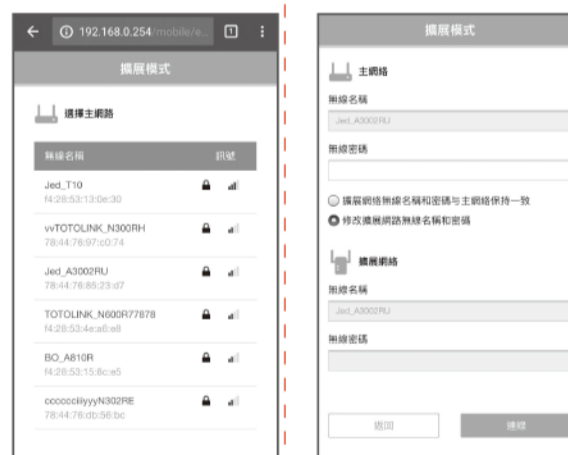 192.168.0.254/mobile/e...
1
擴展模式
選擇主網路
無線名稱 訊號
Jed_T10
f4:28:53:13:0e:30
vvTOTOLINK_N300RH
78:44:76:97:c0:74
Jed_A3002RU
78:44:76:85:23:d7
TOTOLINK_N600R77878
f4:28:53:4e:a6:e8
BO_A810R
f4:28:53:15:8c:e5
ccccccliiyyyN302RE
78:44:76:db:56:bc
擴展模式
主網絡
無線名稱
Jed_A3002RU
無線密碼
擴展網絡無線名稱和密碼与主網絡保持一致
修改擴展網路無線名稱和密碼
擴展網絡
無線名稱
Jed_A3002RU
無線密碼
返回 連線